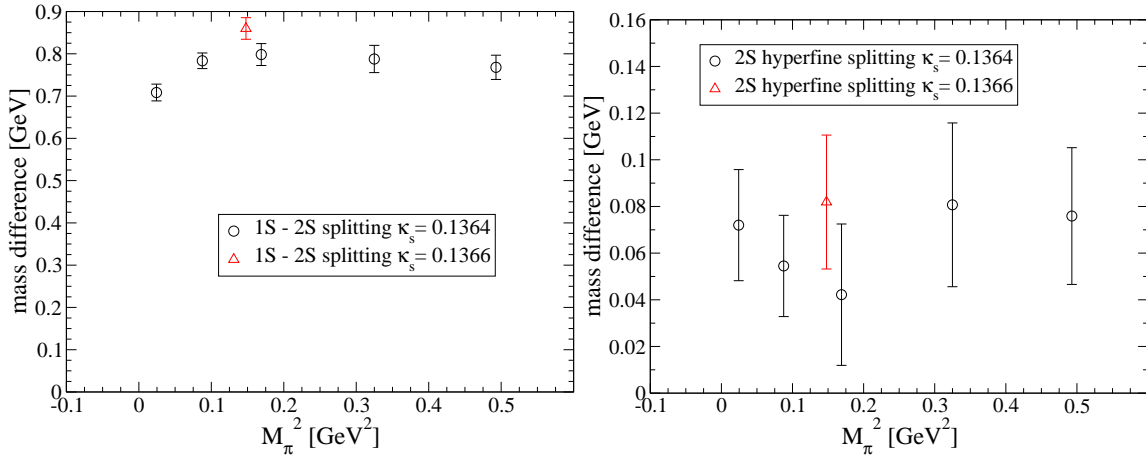 0.9
0.8
0.7
0.6
0.5
0.4
0.3
0.2
0.1
0
mass difference [GeV]
1S - 2S splitting κs= 0.1364
1S - 2S splitting κs= 0.1366
-0.1 0 0.1 0.2 0.3 0.4 0.5
Mπ² [GeV²]
0.16
0.14
0.12
0.1
0.08
0.06
0.04
0.02
0
mass difference [GeV]
2S hyperfine splitting κs= 0.1364
2S hyperfine splitting κs= 0.1366
-0.1 0 0.1 0.2 0.3 0.4 0.5
Mπ² [GeV²]